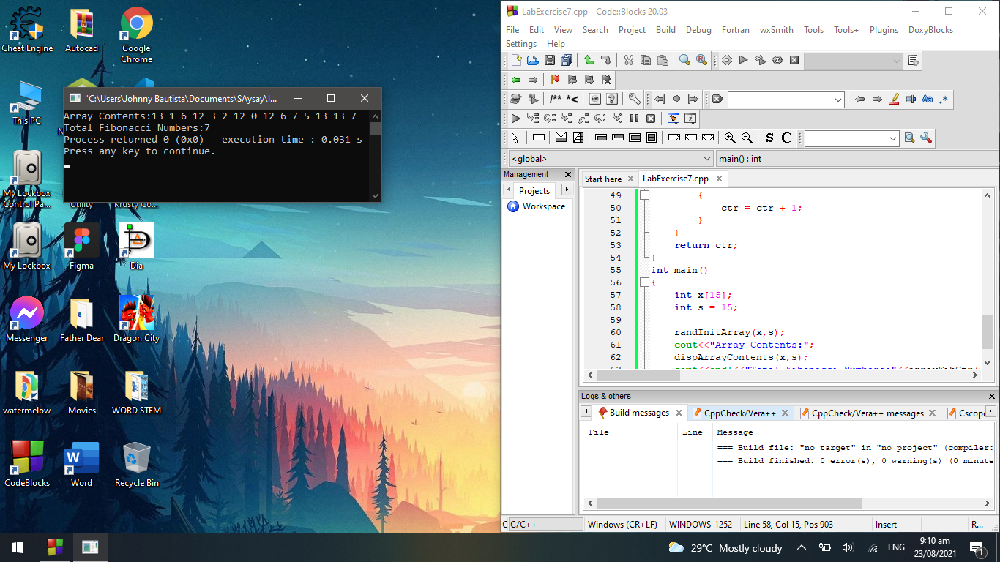 Cheat Engine
Autocad
Google Chrome
This PC
My Lockbox Control Pa...
Utility
Krusty Co...
My Lockbox
Figma
Dia
Messenger
Father Dear
Dragon City
watermelow
Movies
WORD STEM
CodeBlocks
Word
Recycle Bin
"C:\Users\Johnny Bautista\Documents\SAysay\l...
Array Contents:13 1 6 12 3 2 12 0 12 6 7 5 13 13 7
Total Fibonacci Numbers:7
Process returned 0 (0x0)   execution time : 0.031 s
Press any key to continue.
LabExercise7.cpp - Code::Blocks 20.03
File Edit View Search Project Build Debug Fortran wxSmith Tools Tools+ Plugins DoxyBlocks
Settings Help
/** *<
Aa .*
S C
<global> main() : int
Management
Projects
Workspace
Start here LabExercise7.cpp
49 {
50 ctr = ctr + 1;
51 }
52 }
53 return ctr;
54 }
55 int main()
56 {
57 int x[15];
58 int s = 15;
59
60 randInitArray(x,s);
61 cout<<"Array Contents:";
62 dispArrayContents(x,s);
Logs & others
Build messages CppCheck/Vera++ CppCheck/Vera++ messages Cscope
File Line Message
=== Build file: "no target" in "no project" (compiler:
=== Build finished: 0 error(s), 0 warning(s) (0 minute
C C/C++ Windows (CR+LF) WINDOWS-1252 Line 58, Col 15, Pos 903 Insert R...
29°C Mostly cloudy ENG
9:10 am
23/08/2021
1